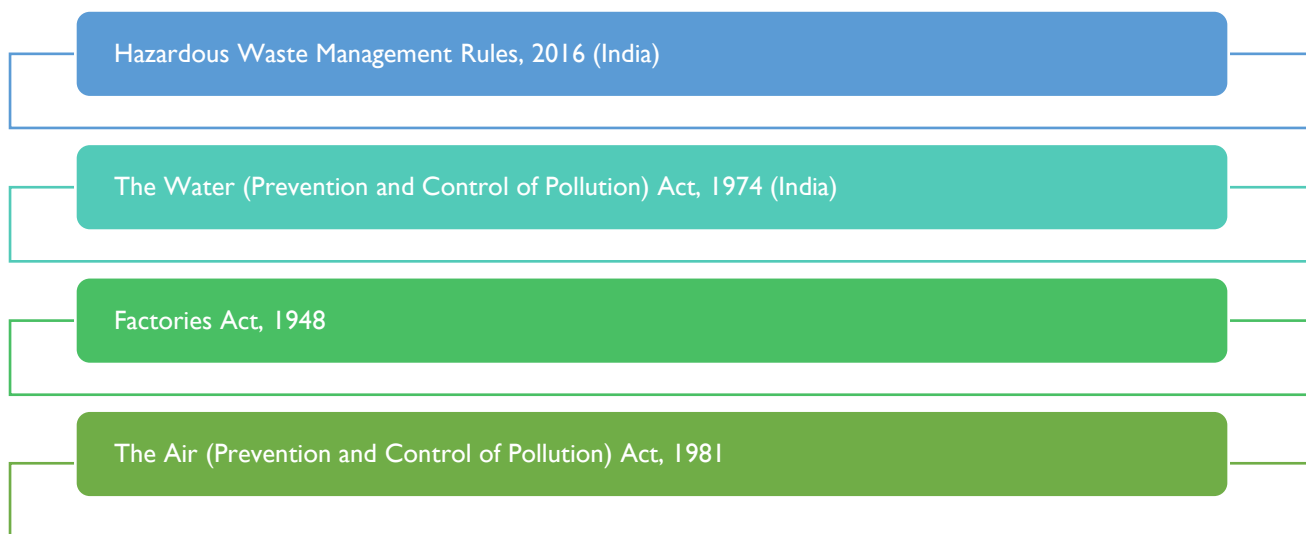 Hazardous Waste Management Rules, 2016 (India)
The Water (Prevention and Control of Pollution) Act, 1974 (India)
Factories Act, 1948
The Air (Prevention and Control of Pollution) Act, 1981